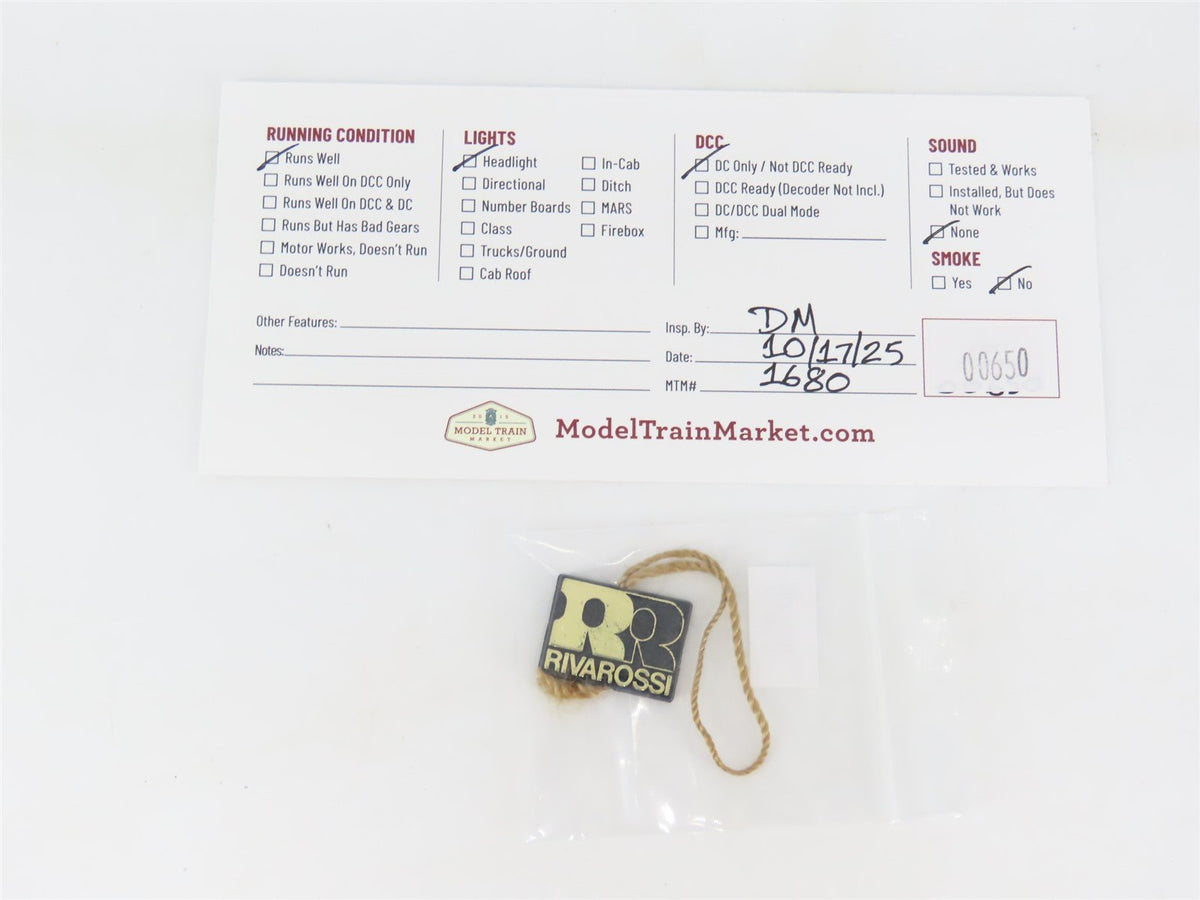 RUNNING CONDITION
Runs Well
Runs Well On DCC Only
Runs Well On DCC & DC
Runs But Has Bad Gears
Motor Works, Doesn't Run
Doesn't Run
LIGHTS
Headlight
Directional
Number Boards
Class
Trucks/Ground
Cab Roof
In-Cab
Ditch
MARS
Firebox
DCC
DC Only / Not DCC Ready
DCC Ready (Decoder Not Incl.)
DC/DCC Dual Mode
Mfg:
SOUND
Tested & Works
Installed, But Does
Not Work
None
SMOKE
Yes No
Other Features:
Notes:
Insp. By: DM
Date: 10/17/25
MTM# 1680
00650
20 15
MODEL TRAIN
MARKET
ModelTrainMarket.com
RR
RIVAROSSI